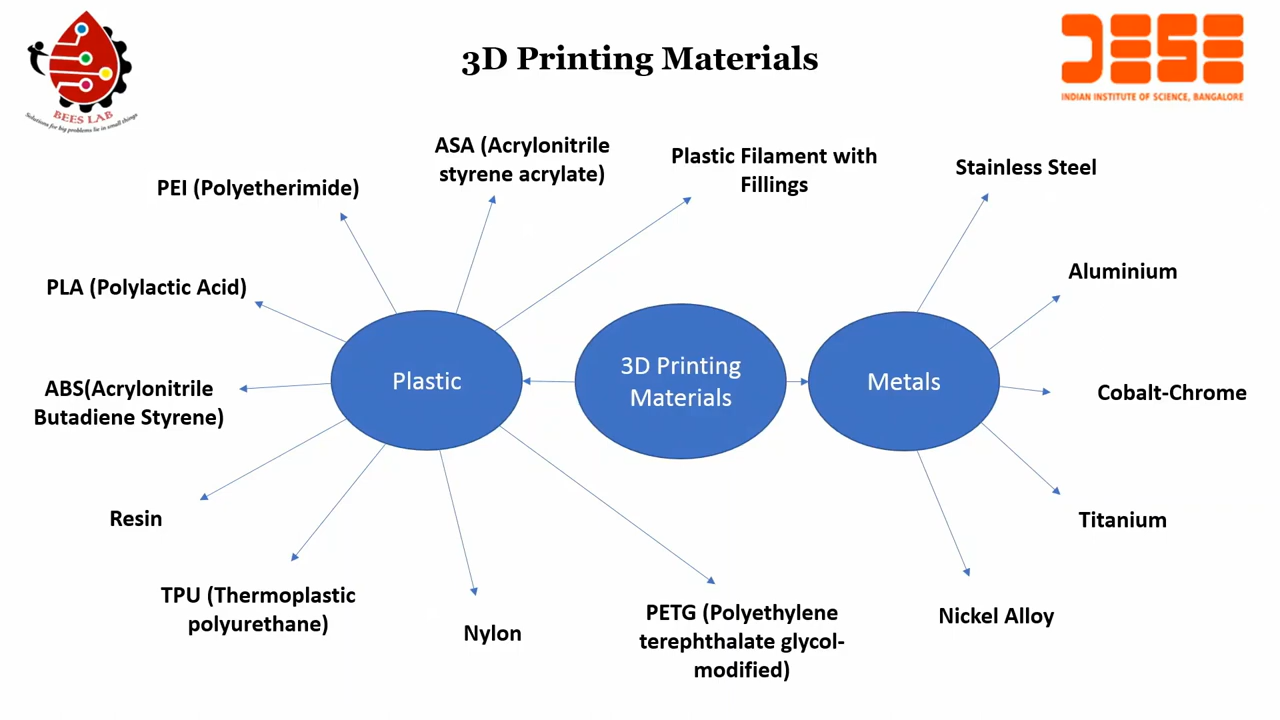 3D Printing Materials
BEES LAB
Solutions for big problems lie in small things
DESE
INDIAN INSTITUTE OF SCIENCE, BANGALORE
ASA (Acrylonitrile
styrene acrylate)
Plastic Filament with
Fillings
Stainless Steel
PEI (Polyetherimide)
Aluminium
PLA (Polylactic Acid)
3D Printing
Materials
Plastic
Metals
ABS(Acrylonitrile
Butadiene Styrene)
Cobalt-Chrome
Resin
Titanium
TPU (Thermoplastic
polyurethane)
Nylon
PETG (Polyethylene
terephthalate glycol-
modified)
Nickel Alloy